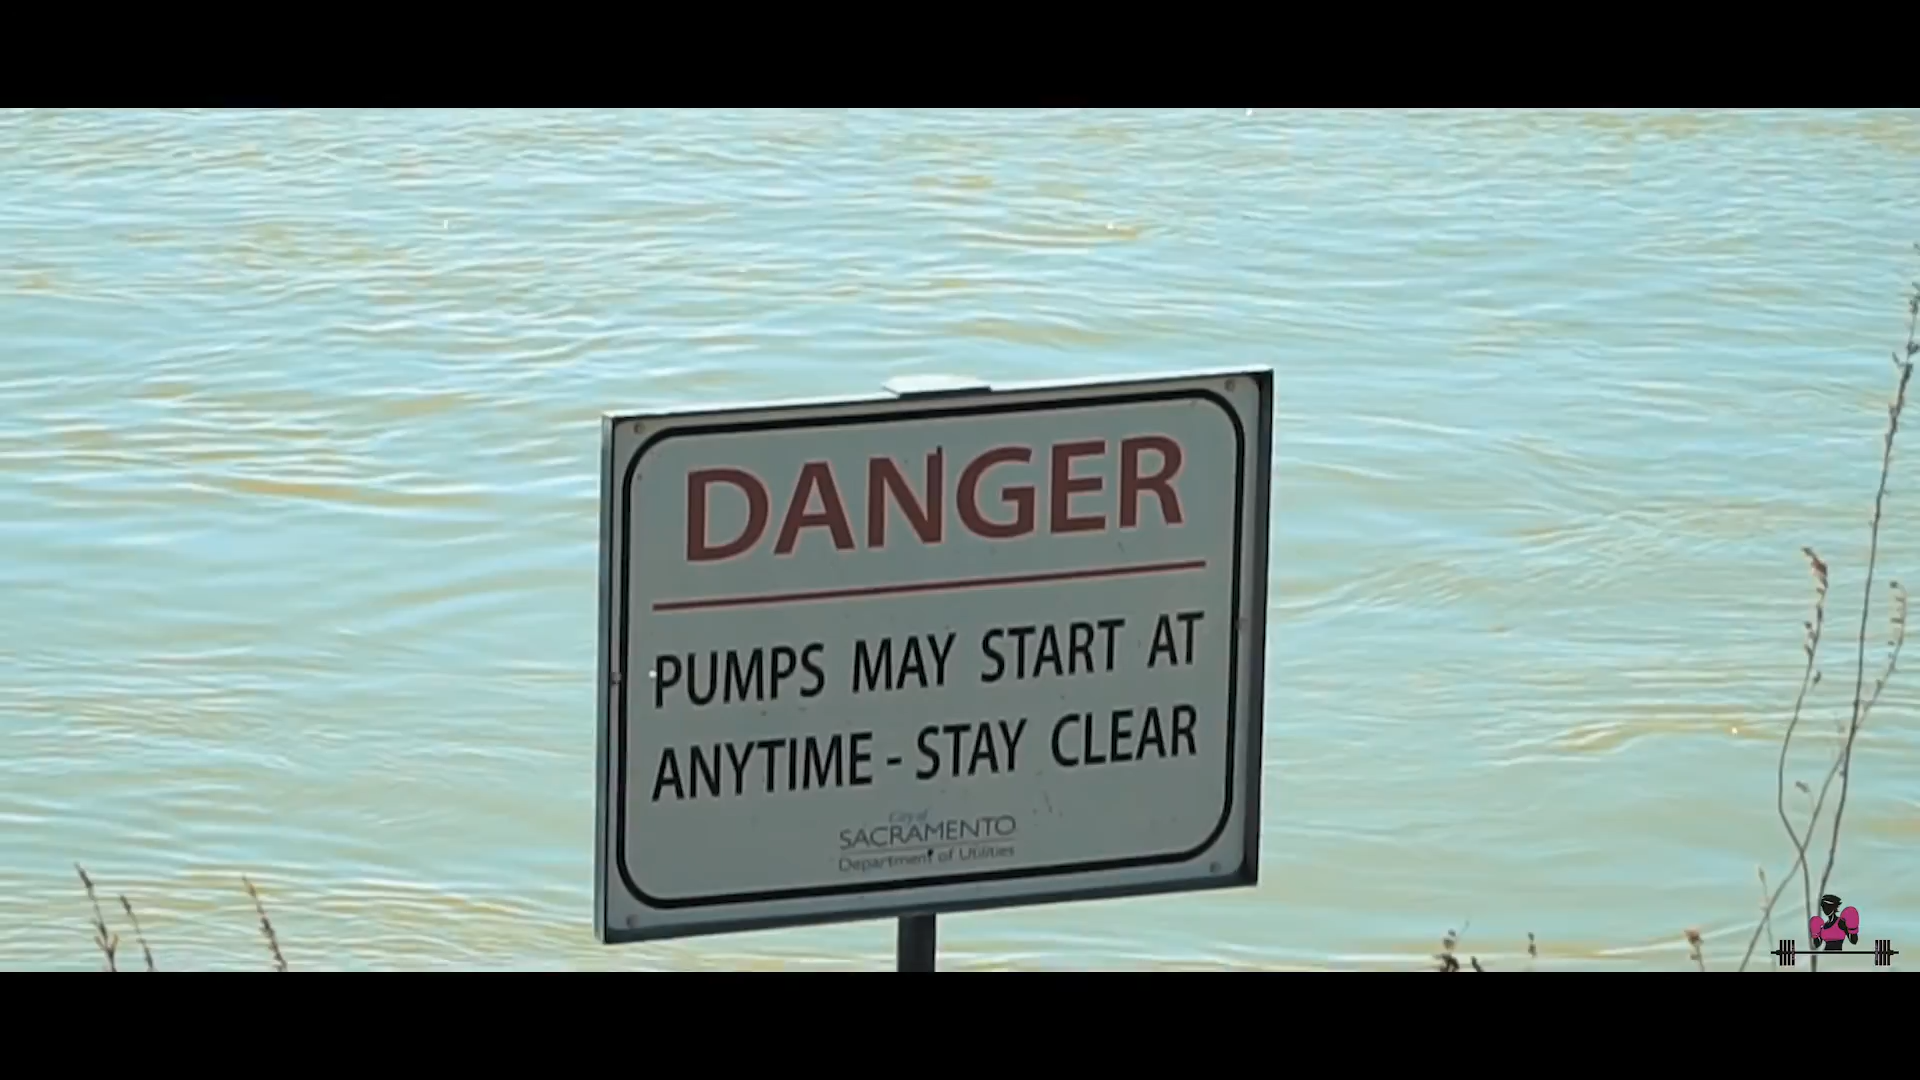 DANGER
PUMPS MAY START AT
ANYTIME - STAY CLEAR
City of
SACRAMENTO
Department of Utilities